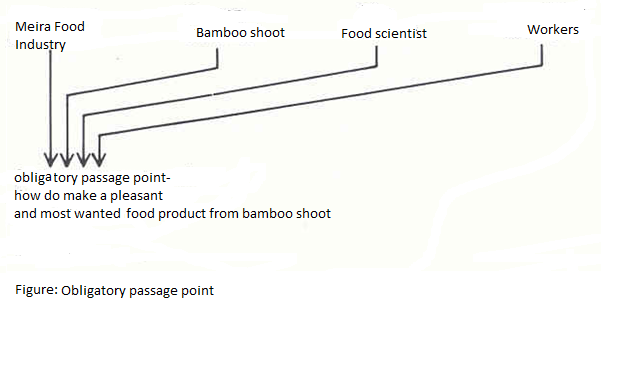 Meira Food
Industry
Bamboo shoot
Food scientist
Workers
obligatory passage point-
how do make a pleasant
and most wanted food product from bamboo shoot
Figure: Obligatory passage point